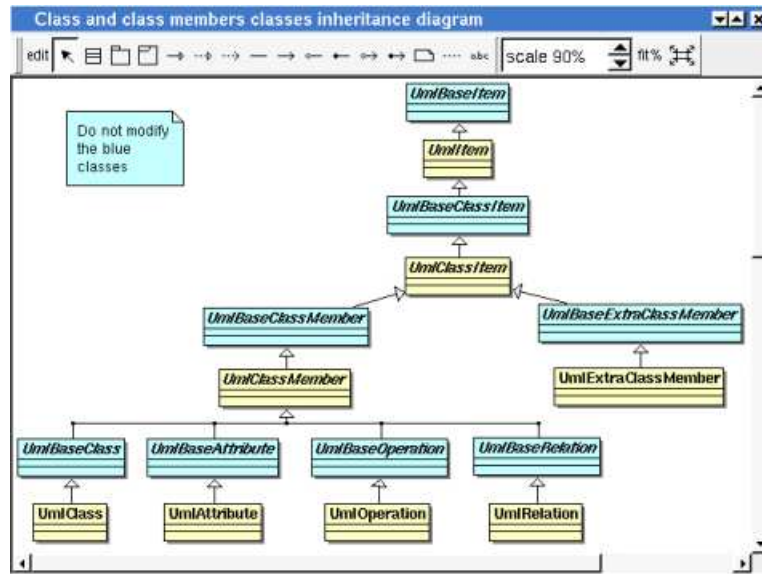 Class and class members classes inheritance diagram
edit
abc
scale 90%
fit%
UmlBaseItem
Do not modify
the blue
classes
UmlItem
UmlBaseClassItem
UmlClassItem
UmlBaseClassMember
UmlBaseExtraClassMember
UmlClassMember
UmlExtraClassMember
UmlBaseClass
UmlBaseAttribute
UmlBaseOperation
UmlBaseRelation
UmlClass
UmlAttribute
UmlOperation
UmlRelation